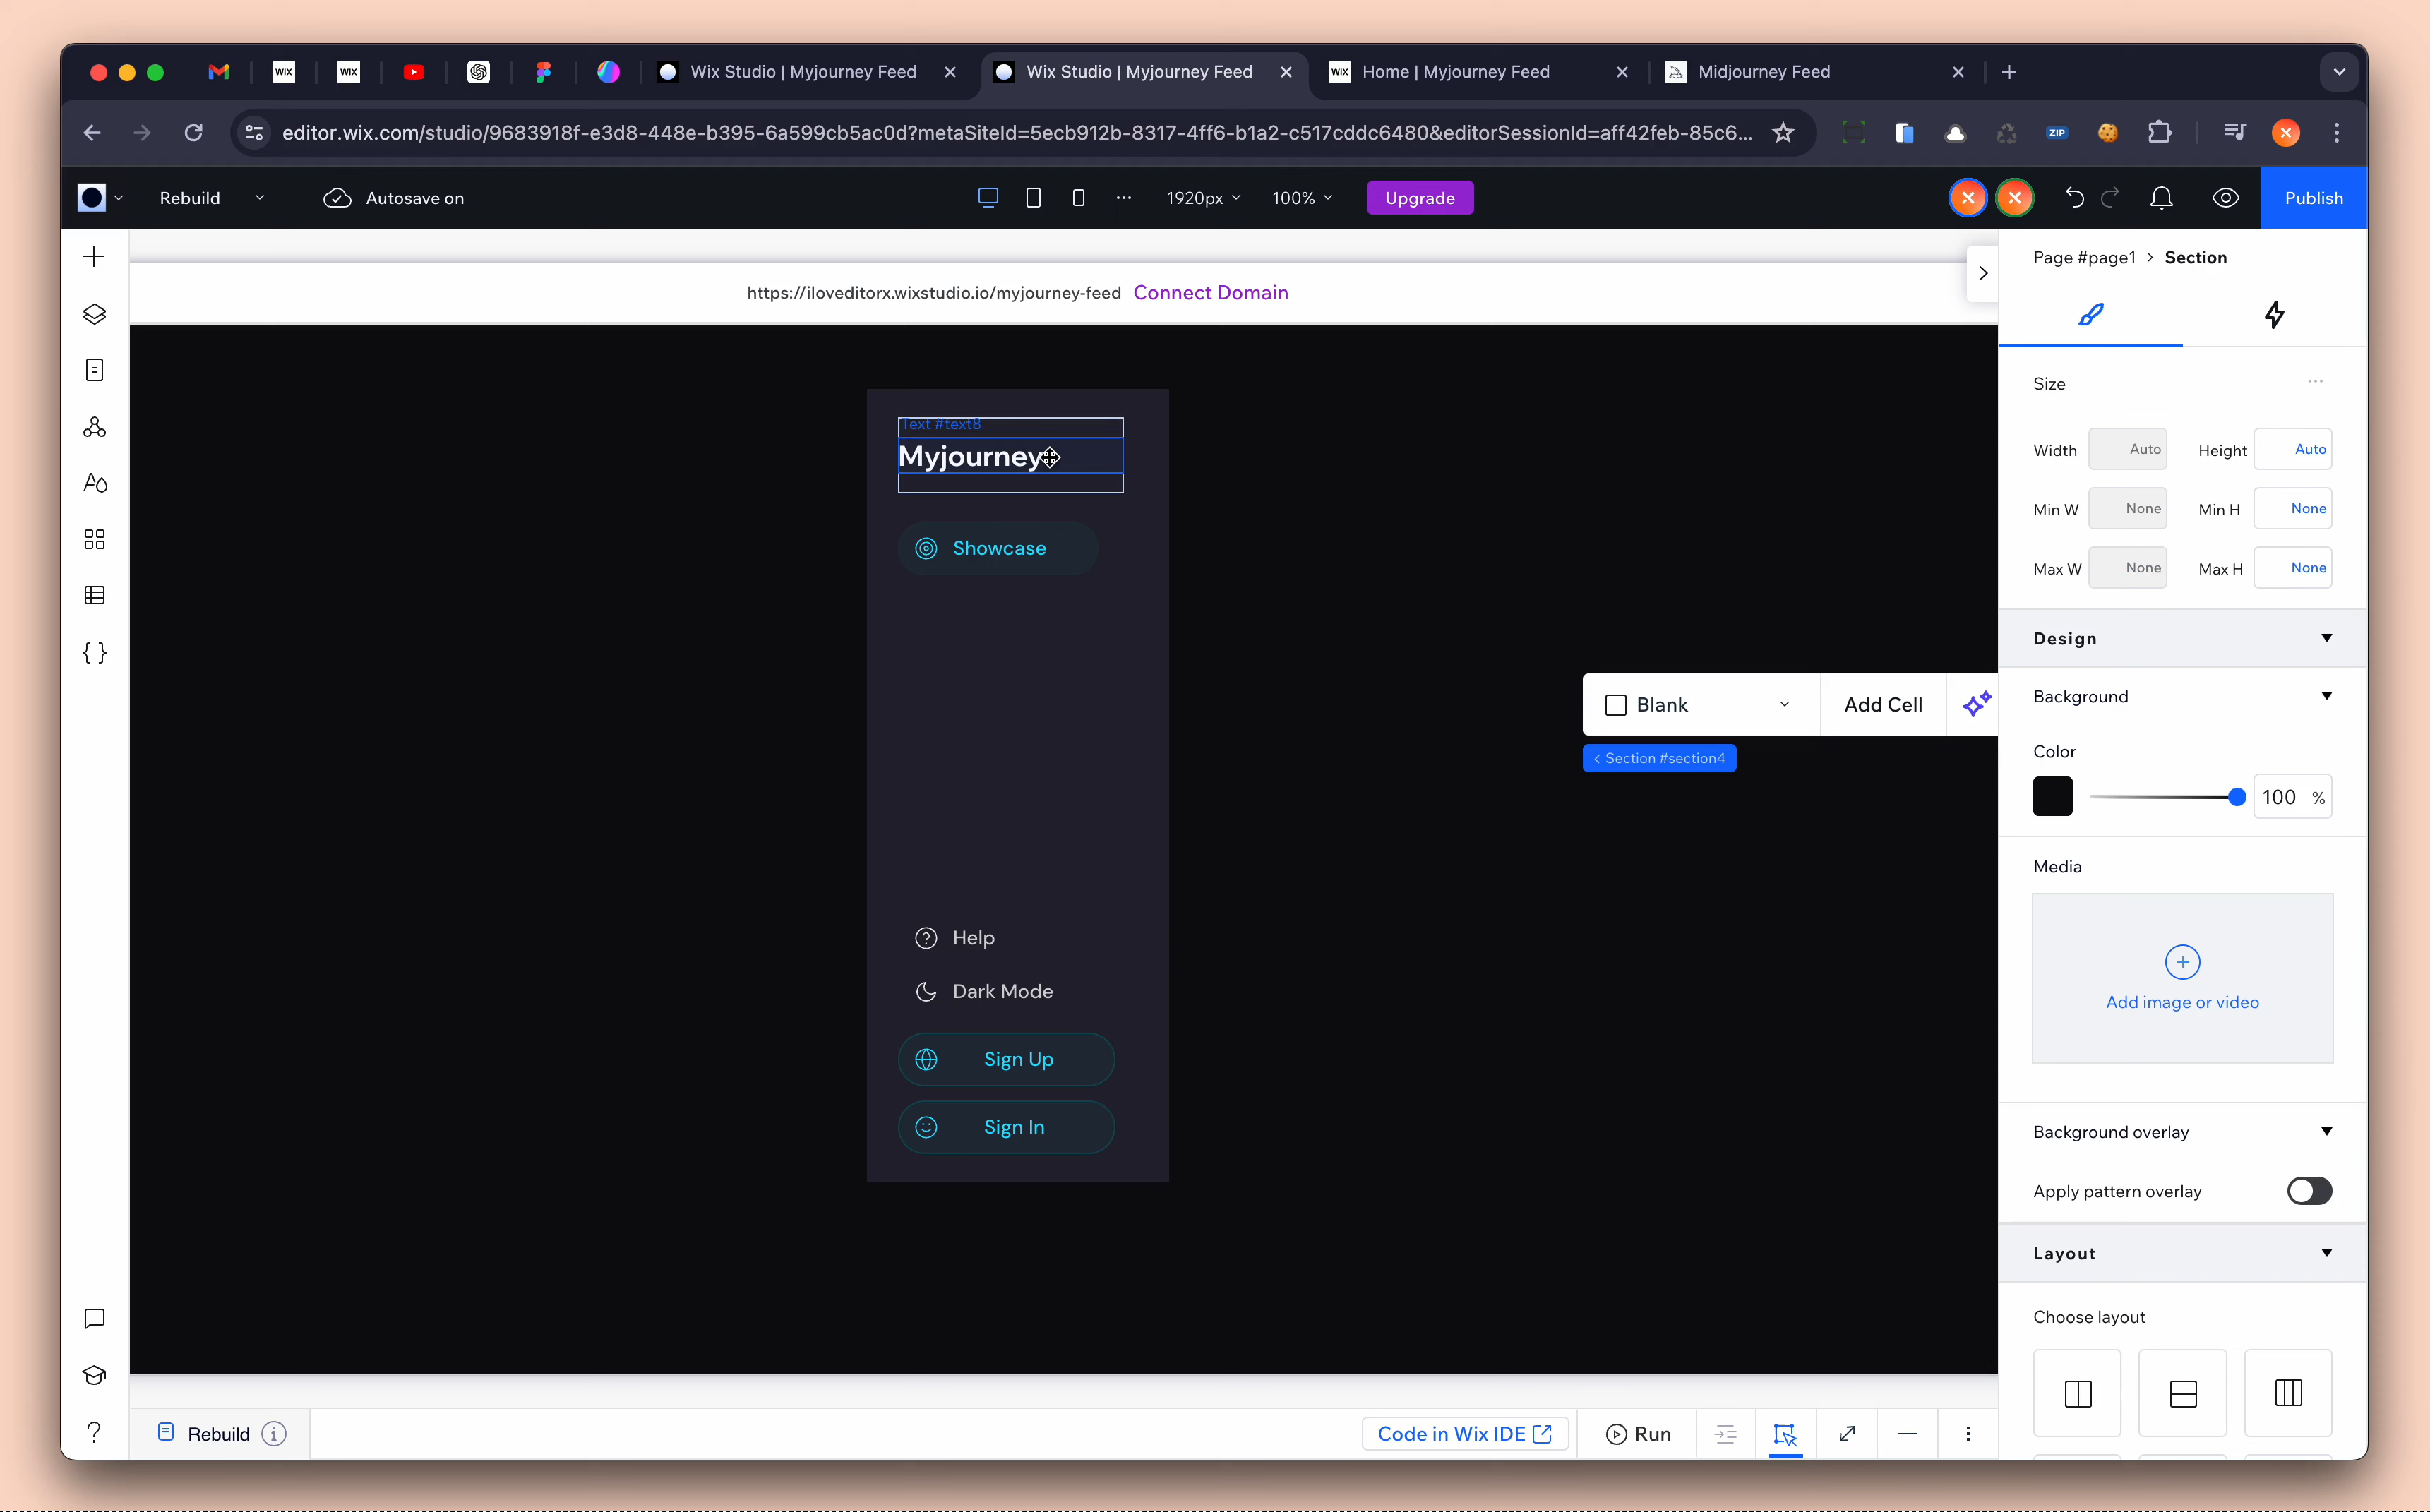 WIX
WIX
Wix Studio | Myjourney Feed
Wix Studio | Myjourney Feed
WIX
Home | Myjourney Feed
Midjourney Feed
editor.wix.com/studio/9683918f-e3d8-448e-b395-6a599cb5ac0d?metaSiteId=5ecb912b-8317-4ff6-b1a2-c517cddc6480&editorSessionId=aff42feb-85c6...
ZIP
Rebuild
Autosave on
1920px
100%
Upgrade
Publish
https://iloveditorx.wixstudio.io/myjourney-feed Connect Domain
Page #page1 > Section
Text #text8
Myjourney
Showcase
Help
Dark Mode
Sign Up
Sign In
Blank
Add Cell
< Section #section4
Size
Width Auto Height Auto
Min W None Min H None
Max W None Max H None
Design
Background
Color
100 %
Media
Add image or video
Background overlay
Apply pattern overlay
Layout
Choose layout
Rebuild
Code in Wix IDE
Run